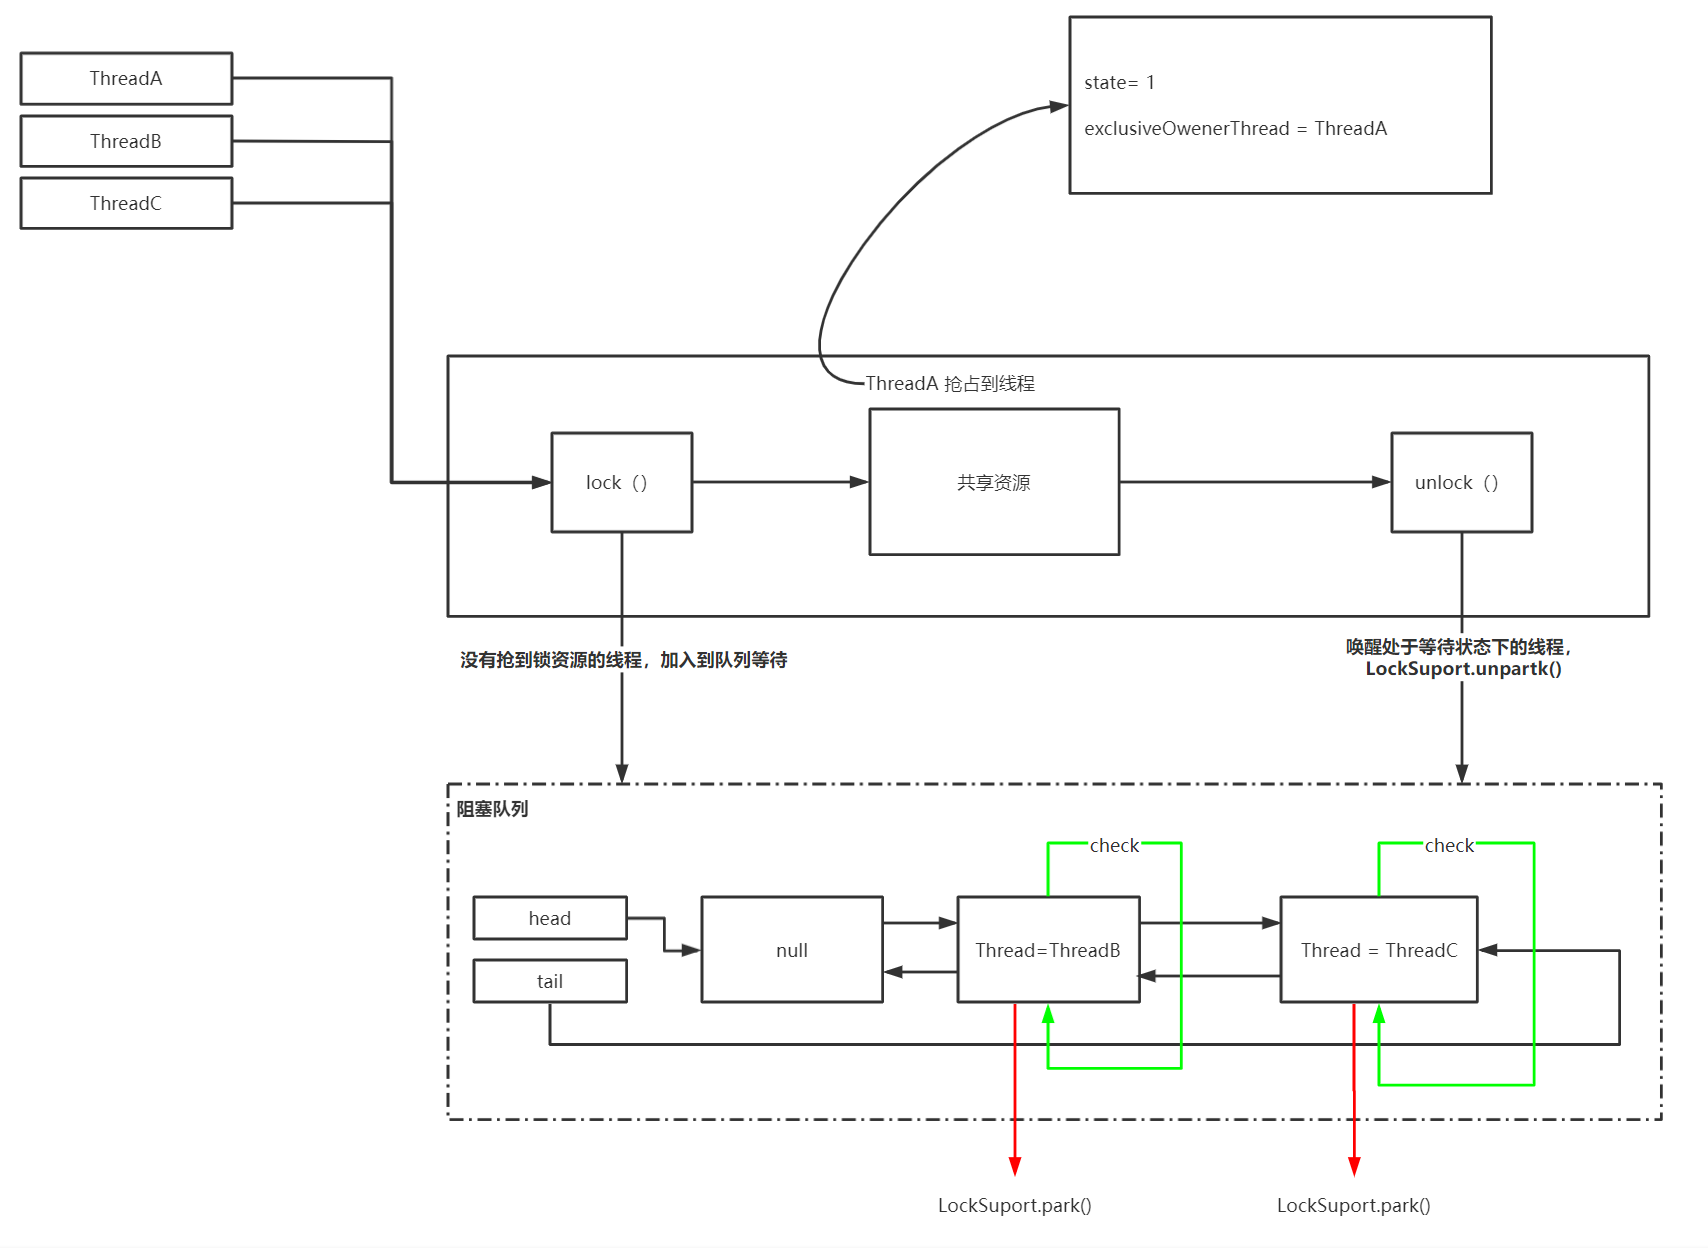 ThreadA
ThreadB
ThreadC
state= 1
exclusiveOwenerThread = ThreadA
ThreadA 抢占到线程
lock（）
共享资源
unlock（）
没有抢到锁资源的线程，加入到队列等待
唤醒处于等待状态下的线程，
LockSuport.unpartk()
阻塞队列
check
check
head
tail
null
Thread=ThreadB
Thread = ThreadC
LockSuport.park()
LockSuport.park()